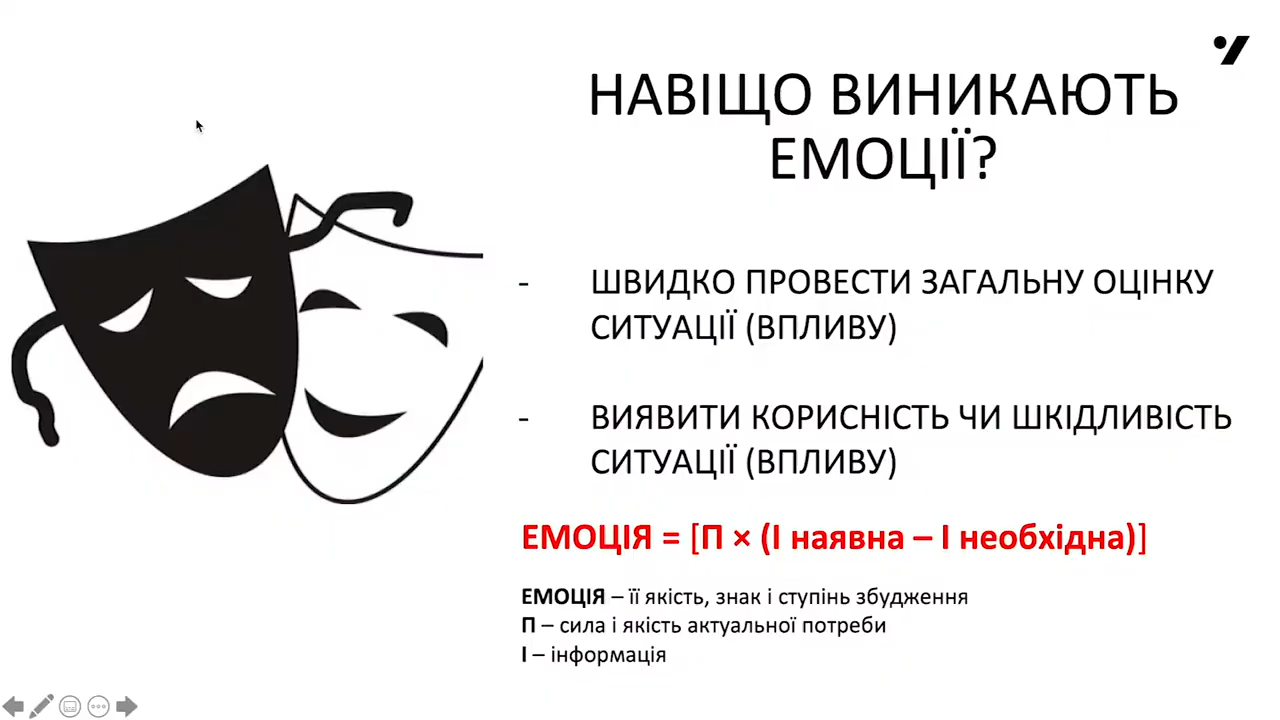 НАВІЩО ВИНИКАЮТЬ
ЕМОЦІЇ?
- ШВИДКО ПРОВЕСТИ ЗАГАЛЬНУ ОЦІНКУ
СИТУАЦІЇ (ВПЛИВУ)
- ВИЯВИТИ КОРИСНІСТЬ ЧИ ШКІДЛИВІСТЬ
СИТУАЦІЇ (ВПЛИВУ)
ЕМОЦІЯ = [П × (І наявна – І необхідна)]
ЕМОЦІЯ – її якість, знак і ступінь збудження
П – сила і якість актуальної потреби
І – інформація